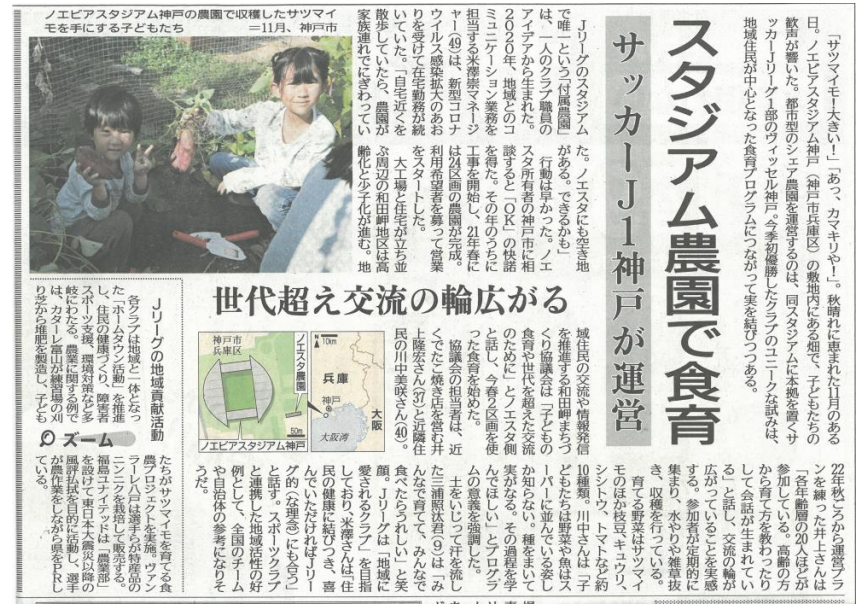 スタジアム農園で食育
サッカーJ1神戸が運営
世代超え交流の輪広がる
「サツマイモ！大きい！」「あっ、カマキリや！」。秋晴れに恵まれた11月のある
日。ノエビアスタジアム神戸（神戸市兵庫区）の敷地内にある畑で、子どもたちの
歓声が響いた。都市型のシェア農園を運営するのは、同スタジアムに本拠を置くサ
ッカーJリーグ1部のヴィッセル神戸。今季初優勝したクラブのユニークな試みは、
地域住民が中心となった食育プログラムにつながって実を結びつつある。
Jリーグのスタジアム
で唯一という「付属農園」
は、一人のクラブ職員の
アイデアから生まれた。
2020年、地域とのコ
ミュニケーション業務を
担当する米澤崇マネージ
ャー（49）は、新型コロナ
ウイルス感染拡大のあお
りを受けて在宅勤務が続
いていた。「自宅近くを
散歩していたら、農園が
家族連れでにぎわってい
た。ノエスタにも空き地
がある。できるかも」
行動は早かった。ノエ
スタ所有者の神戸市に相
談すると「OK」の快諾
を得た。その年のうちに
工事を開始し、21年春に
は24区画の農園が完成。
利用希望者を募って営業
をスタートした。
大工場と住宅が立ち並
ぶ周辺の和田岬地区は高
齢化と少子化が進む。地
域住民の交流や情報発信
を推進する和田岬まちづ
くり協議会は「子どもの
食育や世代を超えた交流
のために」とノエスタ側
と話し、今春2区画を使
った食育を始めた。
協議会の担当者は、近
くでたこ焼き店を営む井
上隆宏さん（37）と近隣住
民の川中美咲さん（40）。
22年秋ごろから運営プラ
ンを練った井上さんは
「各年齢層の20人ほどが
参加している。高齢の方
から育て方を教わったり
して会話が生まれてい
る」と話し、交流の輪が
広がっていることを実感
する。参加者が定期的に
集まり、水やりや雑草抜
き、収穫を行っている。
育てる野菜はサツマイ
モのほか枝豆、キュウリ、
シシトウ、トマトなど約
10種類。川中さんは「子
どもたちは野菜や魚はス
ーパーに並んでいる姿し
か知らない。種をまいて
実がなる。その過程を学
んでほしい」とプログラ
ムの意義を強調した。
土をいじって汗を流し
た三浦照汰君（9）は「み
んなで育てて、みんなで
食べたらうれしい」と笑
顔。Jリーグは「地域に
愛されるクラブ」を目指
しており、米澤さんは「住
民の健康に結びつき、喜
んでいただければJリー
グ的（な理念）にも合う」
と話す。スポーツクラブ
と連携した地域活性の好
例として、全国のチーム
や自治体の参考になりそ
うだ。
ノエビアスタジアム神戸の農園で収穫したサツマイ
モを手にする子どもたち　＝11月、神戸市
神戸市
兵庫区
ノエスタ農園
50m
ノエビアスタジアム神戸
N
10km
兵庫
神戸
大阪
大阪湾
ズーム
Jリーグの地域貢献活動
各クラブは地域と一体となっ
た「ホームタウン活動」を推進
し、住民の健康づくり、障害者
スポーツ支援、環境対策など多
岐にわたる。農業に関する例で
は、カターレ富山が練習場の刈
り芝から堆肥を製造し、子ども
たちがサツマイモを育てる食
農プロジェクトを実施。ヴァン
ラーレ八戸は選手らが特産品の
ニンニクを栽培して販売する。
福島ユナイテッドは「農業部」
を設けて東日本大震災以降の
風評払拭を目的に活動し、選手
が農作業をしながら県をPRし
ている。